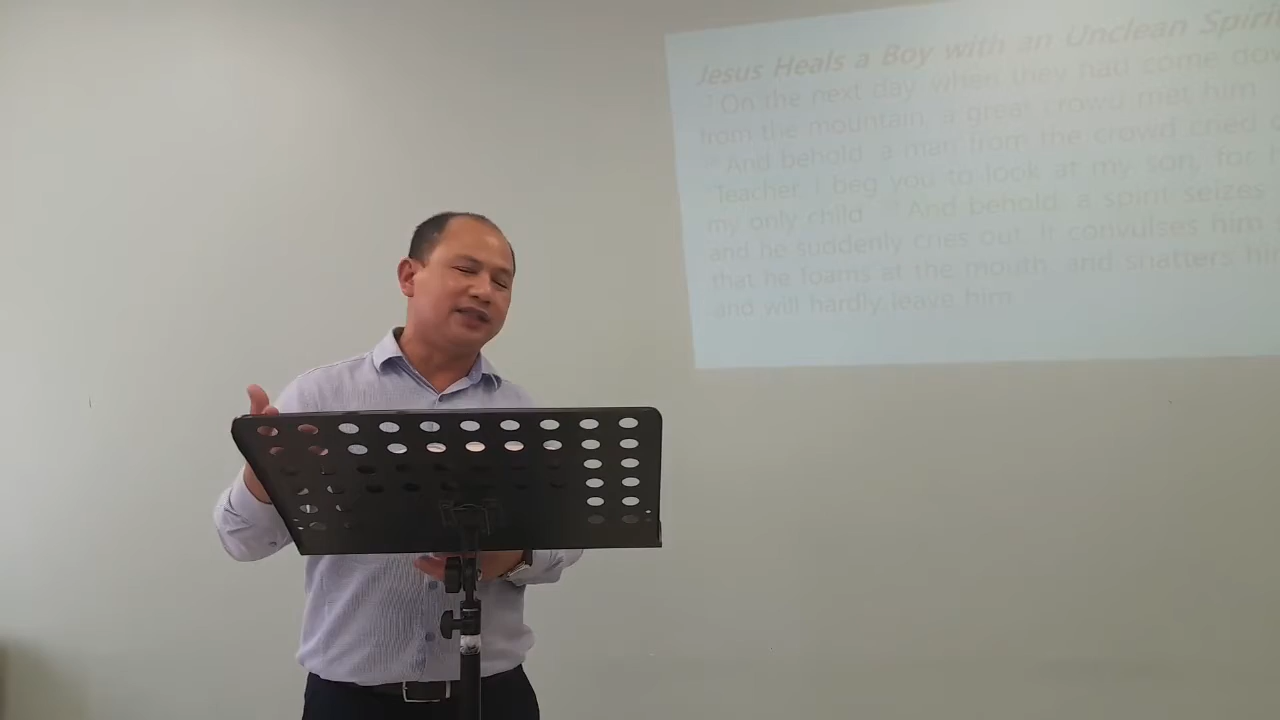 Jesus Heals a Boy with an Unclean Spiri
On the next day when they had come dow
from the mountain, a great crowd met him
And behold, a man from the crowd cried o
Teacher I beg you to look at my son, for h
my only child. And behold, a spirit seizes
and he suddenly cries out. It convulses him
that he foams at the mouth, and shatters hi
and will hardly leave him.